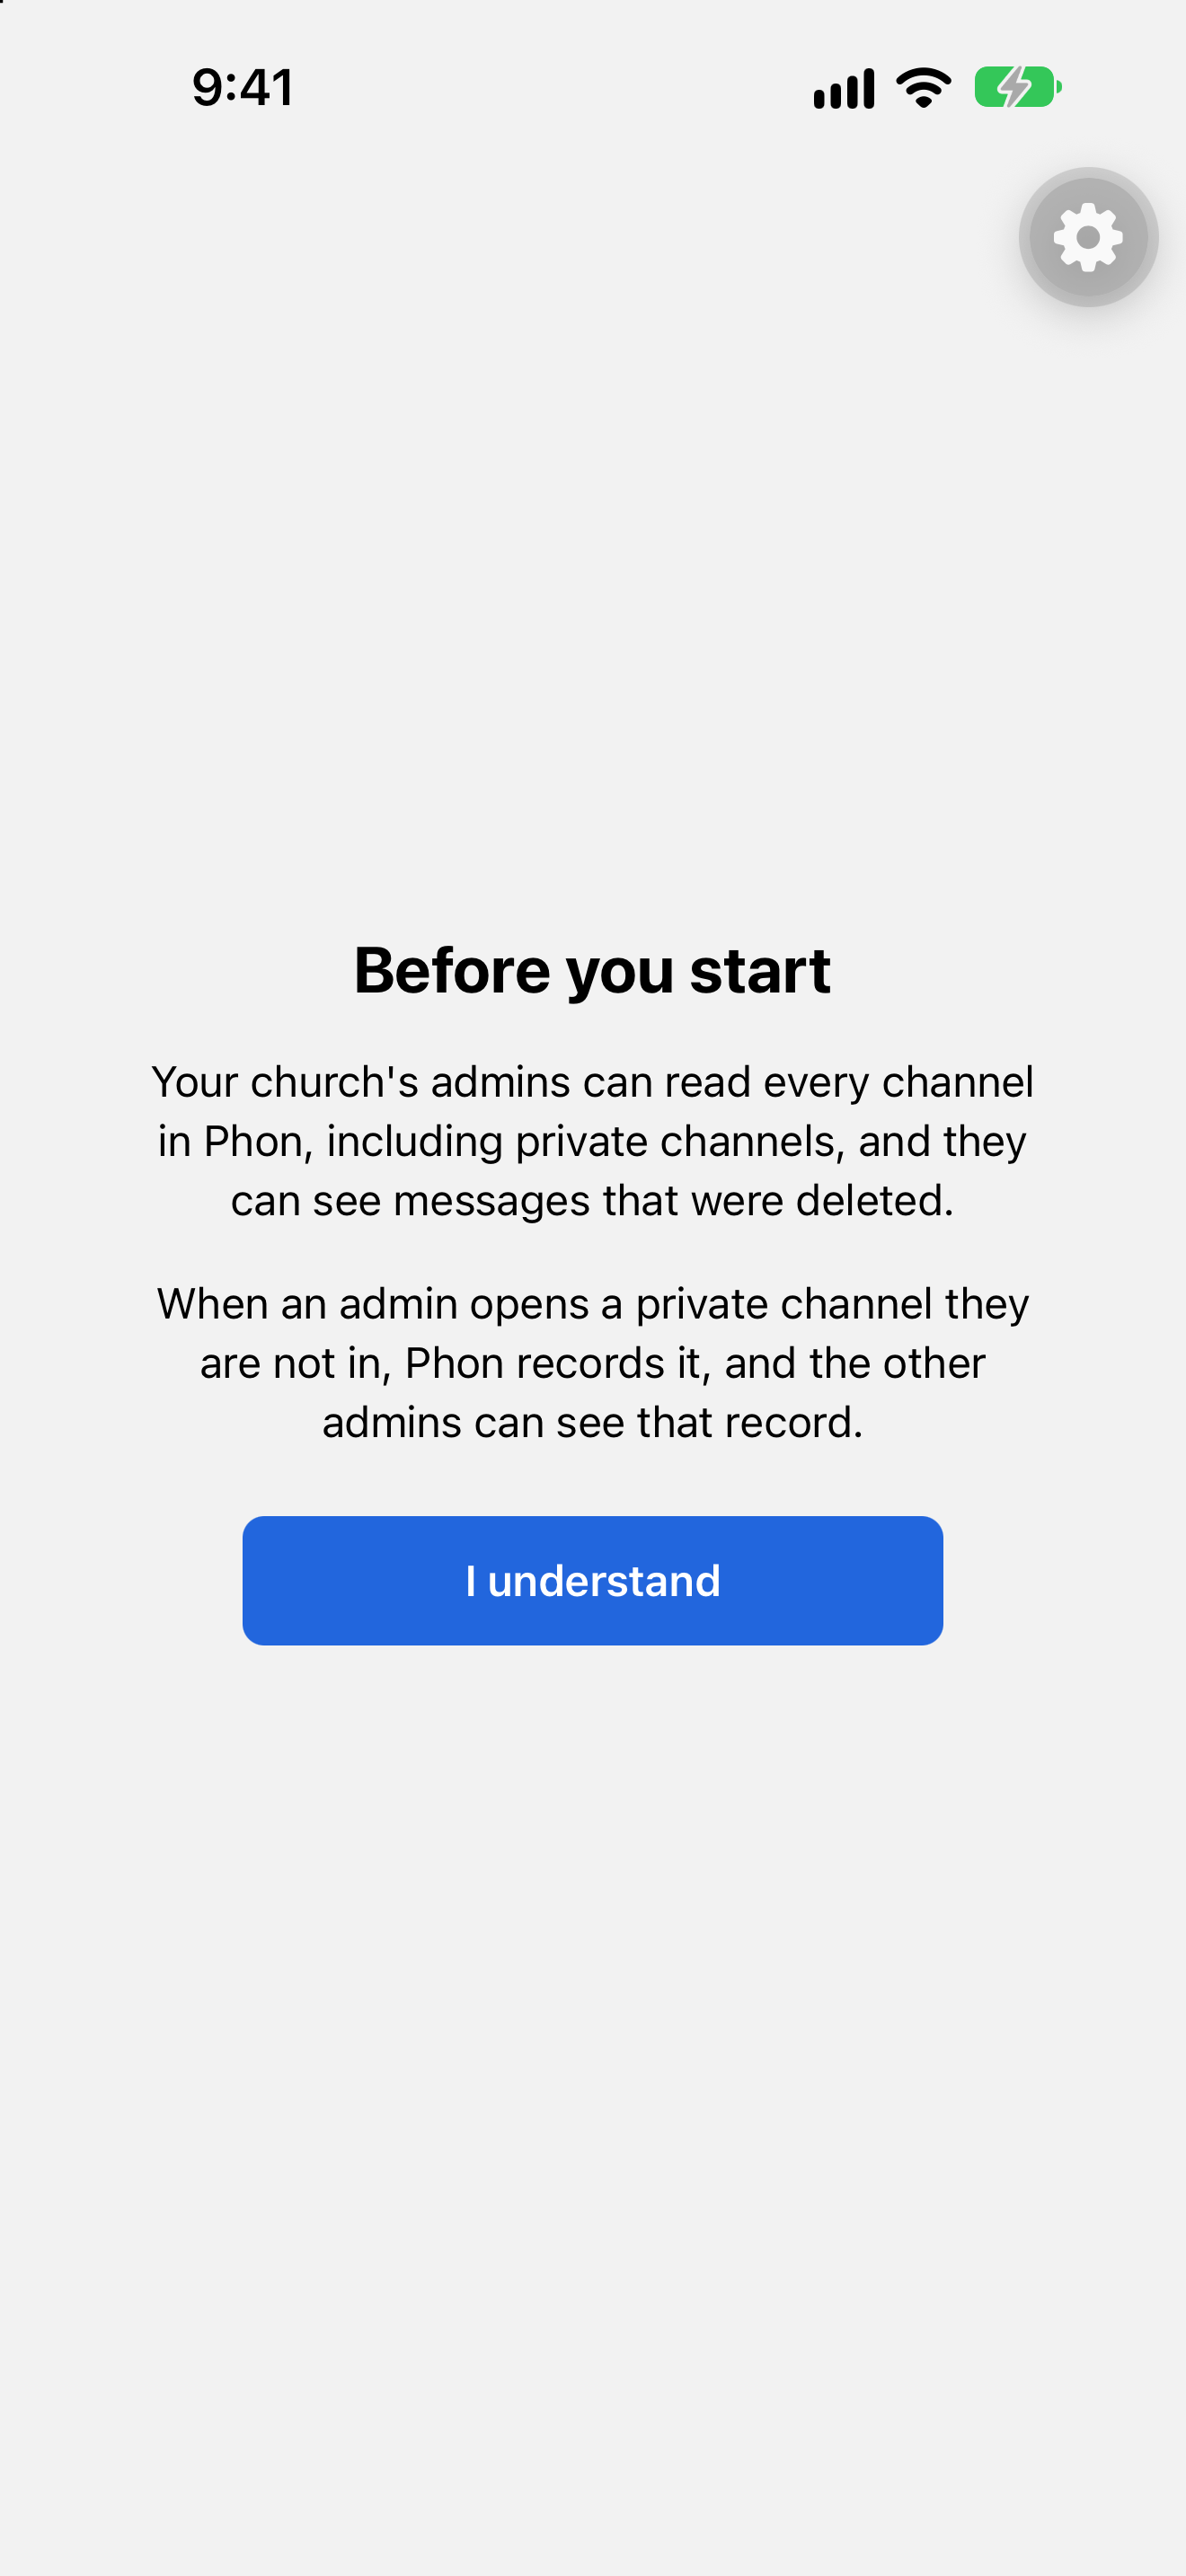 9:41
Before you start
Your church's admins can read every channel
in Phon, including private channels, and they
can see messages that were deleted.
When an admin opens a private channel they
are not in, Phon records it, and the other
admins can see that record.
I understand